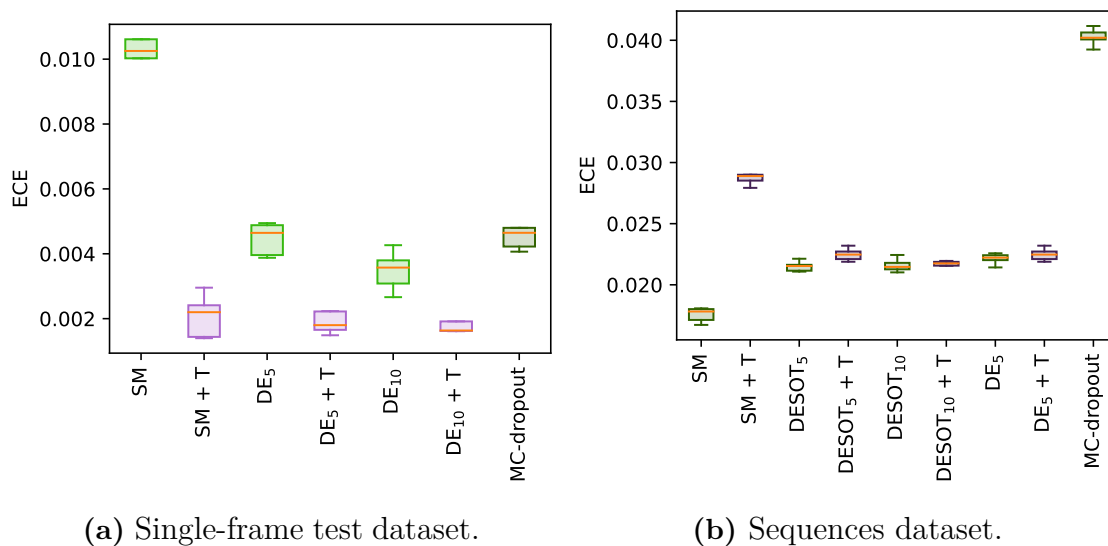 0.010
0.008
0.006
0.004
0.002
ECE
SM
SM + T
DE₅
DE₅ + T
DE₁₀
DE₁₀ + T
MC-dropout
(a) Single-frame test dataset.
0.040
0.035
0.030
0.025
0.020
ECE
SM
SM + T
DESOT₅
DESOT₅ + T
DESOT₁₀
DESOT₁₀ + T
DE₅
DE₅ + T
MC-dropout
(b) Sequences dataset.